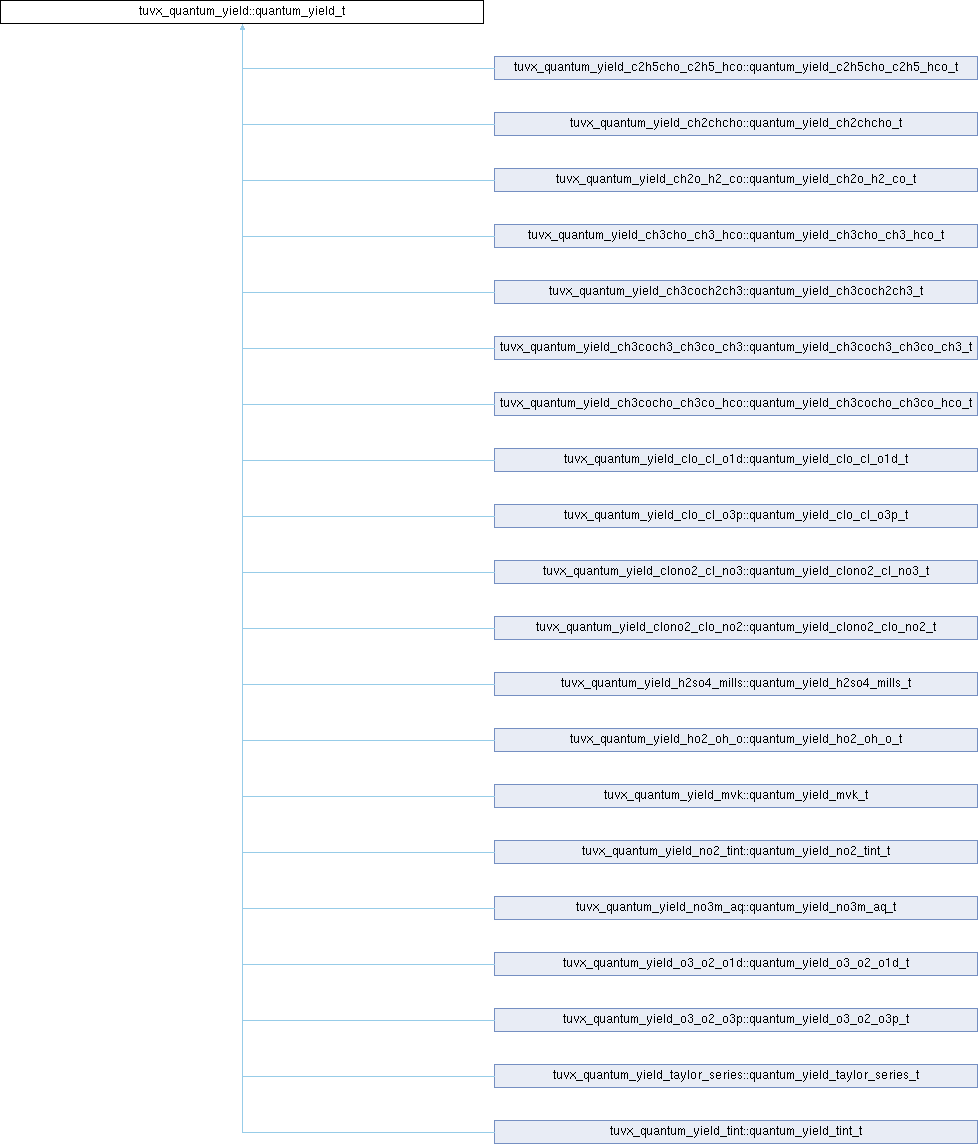 tuvx_quantum_yield::quantum_yield_t
tuvx_quantum_yield_c2h5cho_c2h5_hco::quantum_yield_c2h5cho_c2h5_hco_t
tuvx_quantum_yield_ch2chcho::quantum_yield_ch2chcho_t
tuvx_quantum_yield_ch2o_h2_co::quantum_yield_ch2o_h2_co_t
tuvx_quantum_yield_ch3cho_ch3_hco::quantum_yield_ch3cho_ch3_hco_t
tuvx_quantum_yield_ch3coch2ch3::quantum_yield_ch3coch2ch3_t
tuvx_quantum_yield_ch3coch3_ch3co_ch3::quantum_yield_ch3coch3_ch3co_ch3_t
tuvx_quantum_yield_ch3cocho_ch3co_hco::quantum_yield_ch3cocho_ch3co_hco_t
tuvx_quantum_yield_clo_cl_o1d::quantum_yield_clo_cl_o1d_t
tuvx_quantum_yield_clo_cl_o3p::quantum_yield_clo_cl_o3p_t
tuvx_quantum_yield_clono2_cl_no3::quantum_yield_clono2_cl_no3_t
tuvx_quantum_yield_clono2_clo_no2::quantum_yield_clono2_clo_no2_t
tuvx_quantum_yield_h2so4_mills::quantum_yield_h2so4_mills_t
tuvx_quantum_yield_ho2_oh_o::quantum_yield_ho2_oh_o_t
tuvx_quantum_yield_mvk::quantum_yield_mvk_t
tuvx_quantum_yield_no2_tint::quantum_yield_no2_tint_t
tuvx_quantum_yield_no3m_aq::quantum_yield_no3m_aq_t
tuvx_quantum_yield_o3_o2_o1d::quantum_yield_o3_o2_o1d_t
tuvx_quantum_yield_o3_o2_o3p::quantum_yield_o3_o2_o3p_t
tuvx_quantum_yield_taylor_series::quantum_yield_taylor_series_t
tuvx_quantum_yield_tint::quantum_yield_tint_t